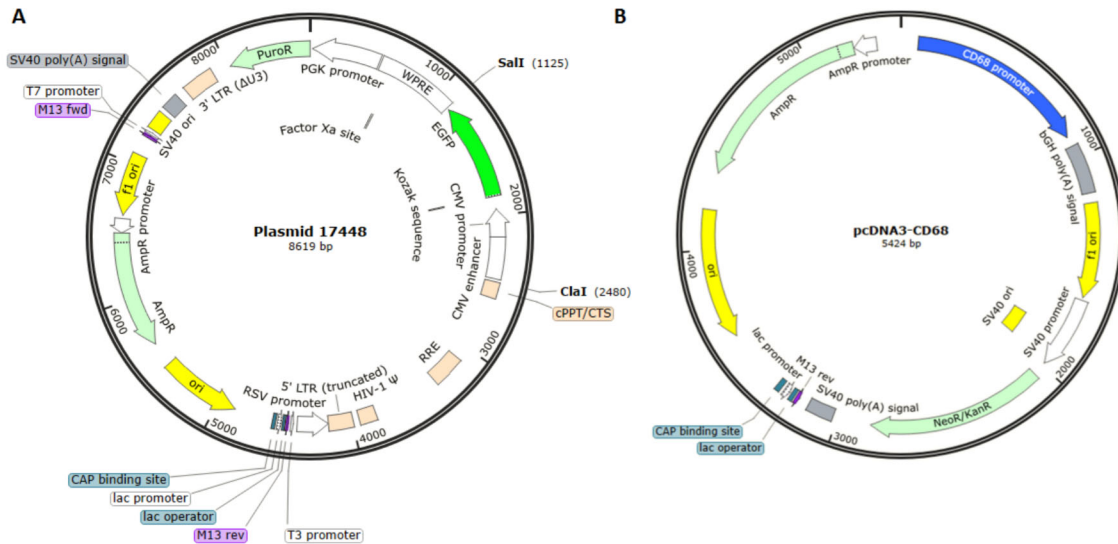 A
8000
PuroR
PGK promoter
WPRE
1000
SalI (1125)
SV40 poly(A) signal
3' LTR (ΔU3)
T7 promoter
M13 fwd
SV40 ori
Factor Xa site
EGFP
7000
f1 ori
2000
AmpR promoter
Kozak sequence
CMV promoter
Plasmid 17448
8619 bp
CMV enhancer
ClaI (2480)
cPPT/CTS
6000
AmpR
RRE
3000
ori
5' LTR (truncated)
RSV promoter
HIV-1 Ψ
5000
4000
CAP binding site
lac promoter
lac operator
M13 rev
T3 promoter
B
5000
AmpR promoter
CD68 promoter
AmpR
1000
bGH poly(A) signal
pcDNA3-CD68
5424 bp
f1 ori
4000
ori
SV40 ori
SV40 promoter
lac promoter
M13 rev
2000
SV40 poly(A) signal
NeoR/KanR
CAP binding site
lac operator
3000